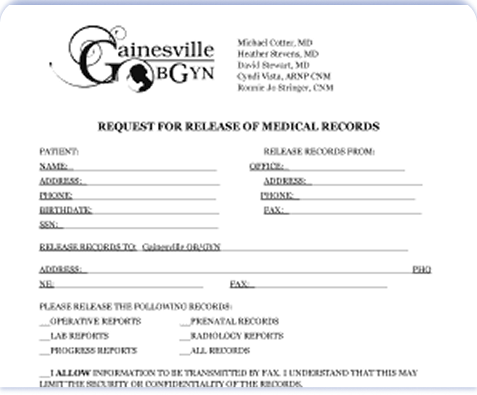 Gainesville
OBGYN
Michael Cotter, MD
Heather Stevens, MD
David Stewart, MD
Cyndi Vista, ARNP CNM
Ronnie Jo Stringer, CNM
REQUEST FOR RELEASE OF MEDICAL RECORDS
PATIENT: RELEASE RECORDS FROM:
NAME: OFFICE:
ADDRESS: ADDRESS:
PHONE: PHONE:
BIRTHDATE: FAX:
SSN:
RELEASE RECORDS TO: Gainesville OB/GYN
ADDRESS: PHO
NE: FAX:
PLEASE RELEASE THE FOLLOWING RECORDS:
__OPERATIVE REPORTS __PRENATAL RECORDS
__LAB REPORTS __RADIOLOGY REPORTS
__PROGRESS REPORTS __ALL RECORDS
__I ALLOW INFORMATION TO BE TRANSMITTED BY FAX. I UNDERSTAND THAT THIS MAY
LIMIT THE SECURITY OR CONFIDENTIALITY OF THE RECORDS.